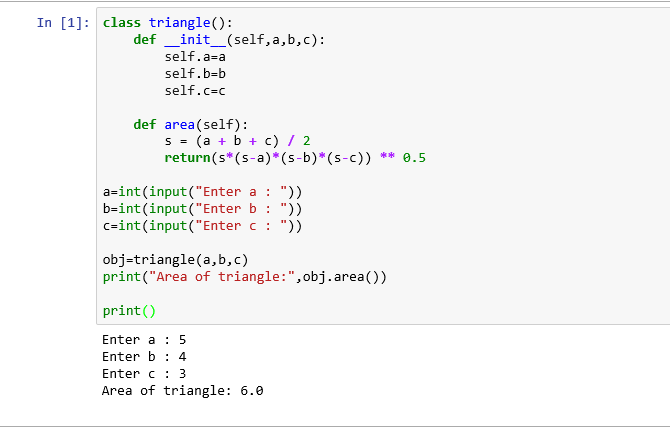 In [1]: class triangle():
    def __init__(self,a,b,c):
        self.a=a
        self.b=b
        self.c=c

    def area(self):
        s = (a + b + c) / 2
        return(s*(s-a)*(s-b)*(s-c)) ** 0.5

a=int(input("Enter a : "))
b=int(input("Enter b : "))
c=int(input("Enter c : "))

obj=triangle(a,b,c)
print("Area of triangle:",obj.area())

print()
Enter a : 5
Enter b : 4
Enter c : 3
Area of triangle: 6.0